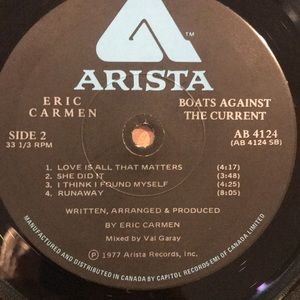 ARISTA
ERIC CARMEN
BOATS AGAINST THE CURRENT
SIDE 2
33 1/3 RPM
AB 4124
(AB 4124 SB)
1. LOVE IS ALL THAT MATTERS (4:17)
2. SHE DID IT (3:48)
3. I THINK I FOUND MYSELF (4:25)
4. RUNAWAY (8:05)
WRITTEN, ARRANGED & PRODUCED
BY ERIC CARMEN
Mixed by Val Garay
Ⓟ 1977 Arista Records, Inc.
MANUFACTURED AND DISTRIBUTED IN CANADA BY CAPITOL RECORDS-EMI OF CANADA LIMITED